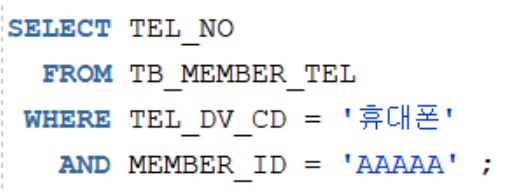 SELECT TEL_NO
FROM TB_MEMBER_TEL
WHERE TEL_DV_CD = '휴대폰'
AND MEMBER_ID = 'AAAAA' ;